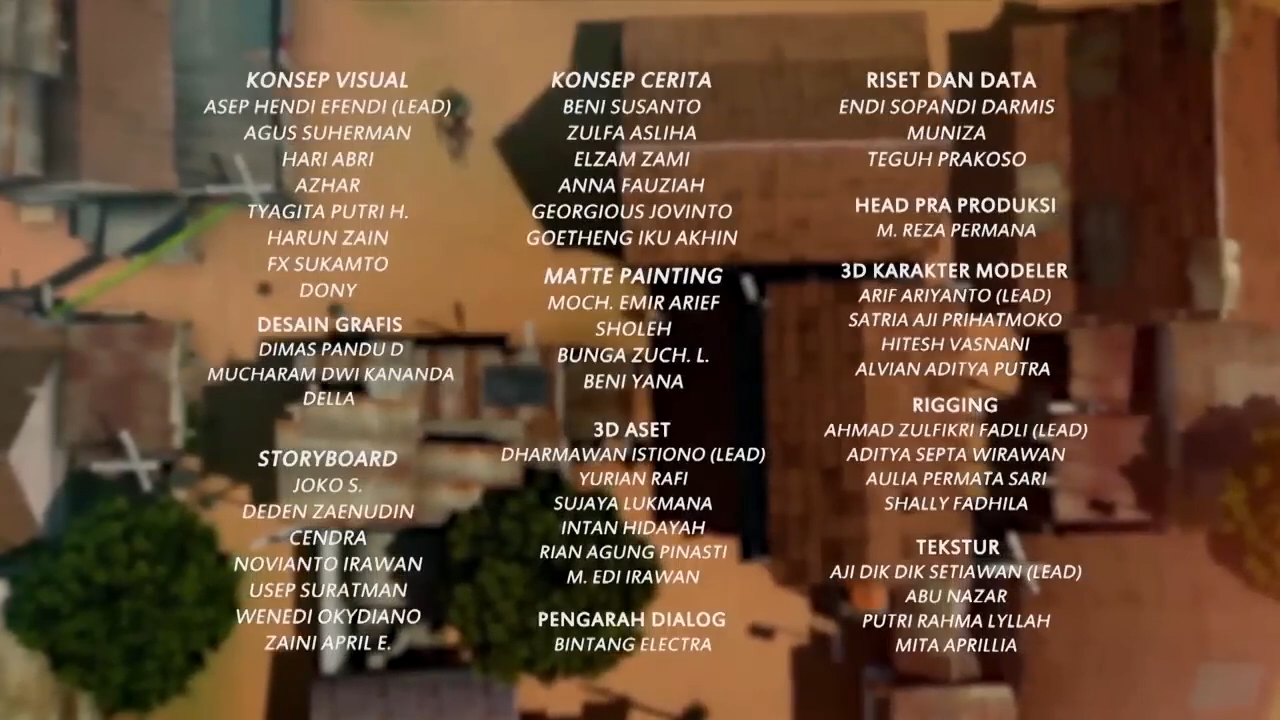 KONSEP VISUAL
ASEP HENDI EFENDI (LEAD)
AGUS SUHERMAN
HARI ABRI
AZHAR
TYAGITA PUTRI H.
HARUN ZAIN
FX SUKAMTO
DONY
DESAIN GRAFIS
DIMAS PANDU D
MUCHARAM DWI KANANDA
DELLA
STORYBOARD
JOKO S.
DEDEN ZAENUDIN
CENDRA
NOVIANTO IRAWAN
USEP SURATMAN
WENEDI OKYDIANO
ZAINI APRIL E.
KONSEP CERITA
BENI SUSANTO
ZULFA ASLIHA
ELZAM ZAMI
ANNA FAUZIAH
GEORGIOUS JOVINTO
GOETHENG IKU AKHIN
MATTE PAINTING
MOCH. EMIR ARIEF
SHOLEH
BUNGA ZUCH. L.
BENI YANA
3D ASET
DHARMAWAN ISTIONO (LEAD)
YURIAN RAFI
SUJAYA LUKMANA
INTAN HIDAYAH
RIAN AGUNG PINASTI
M. EDI IRAWAN
PENGARAH DIALOG
BINTANG ELECTRA
RISET DAN DATA
ENDI SOPANDI DARMIS
MUNIZA
TEGUH PRAKOSO
HEAD PRA PRODUKSI
M. REZA PERMANA
3D KARAKTER MODELER
ARIF ARIYANTO (LEAD)
SATRIA AJI PRIHATMOKO
HITESH VASNANI
ALVIAN ADITYA PUTRA
RIGGING
AHMAD ZULFIKRI FADLI (LEAD)
ADITYA SEPTA WIRAWAN
AULIA PERMATA SARI
SHALLY FADHILA
TEKSTUR
AJI DIK DIK SETIAWAN (LEAD)
ABU NAZAR
PUTRI RAHMA LYLLAH
MITA APRILLIA